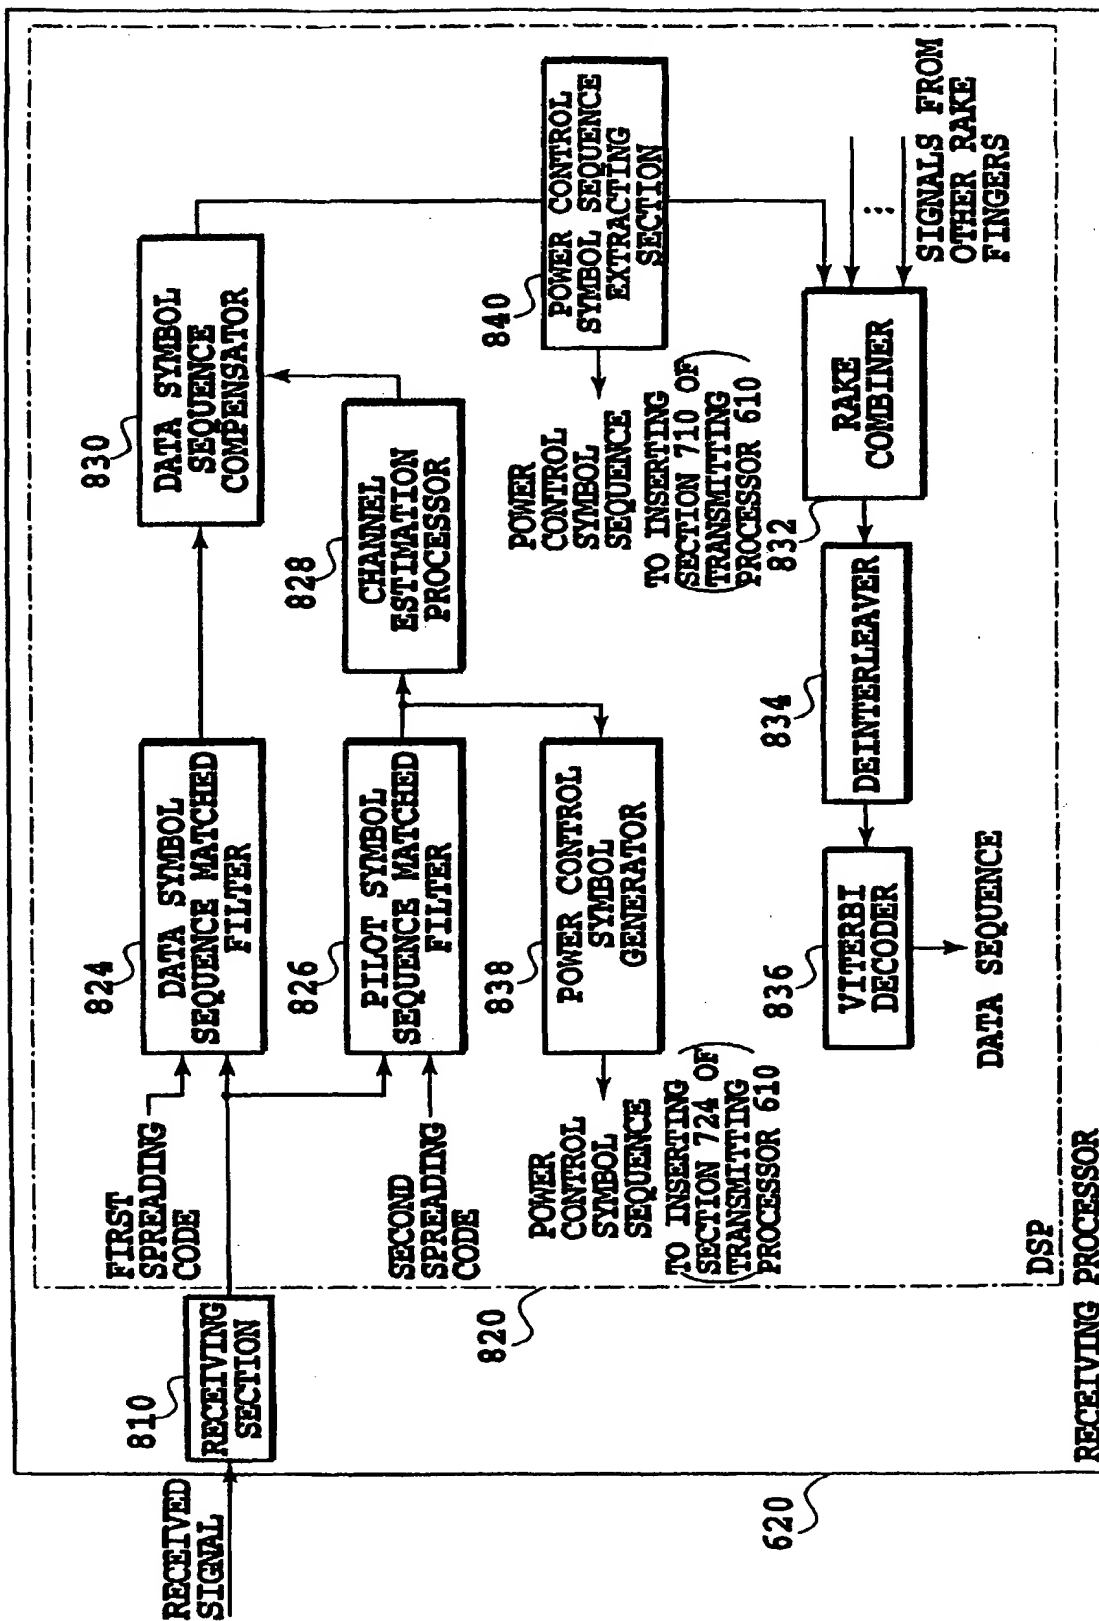 RECEIVED
SIGNAL
620
810
RECEIVING
SECTION
820
FIRST
SPREADING
CODE
824
DATA SYMBOL
SEQUENCE MATCHED
FILTER
830
DATA SYMBOL
SEQUENCE
COMPENSATOR
SECOND
SPREADING
CODE
826
PILOT SYMBOL
SEQUENCE MATCHED
FILTER
828
CHANNEL
ESTIMATION
PROCESSOR
838
POWER CONTROL
SYMBOL
GENERATOR
POWER
CONTROL
SYMBOL
SEQUENCE
TO INSERTING
SECTION 724 OF
TRANSMITTING
PROCESSOR 610
840
POWER CONTROL
SYMBOL SEQUENCE
EXTRACTING
SECTION
POWER
CONTROL
SYMBOL
SEQUENCE
TO INSERTING
SECTION 710 OF
TRANSMITTING
PROCESSOR 610
836
VITERBI
DECODER
DATA SEQUENCE
834
DEINTERLEAVER
832
RAKE
COMBINER
SIGNALS FROM
OTHER RAKE
FINGERS
DSP
RECEIVING PROCESSOR